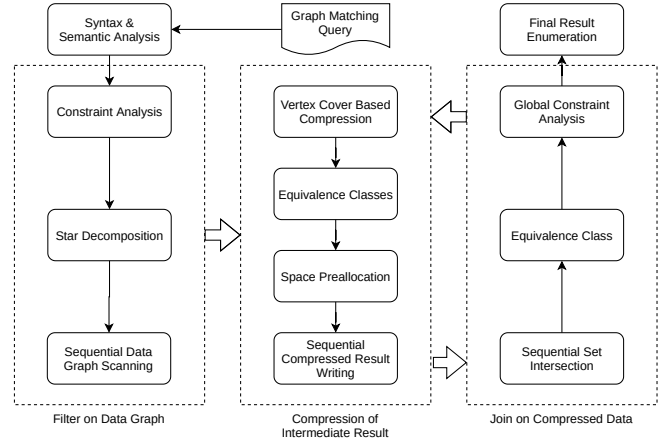 Syntax &
Semantic Analysis
Graph Matching
Query
Final Result
Enumeration
Constraint Analysis
Star Decomposition
Sequential Data
Graph Scanning
Filter on Data Graph
Vertex Cover Based
Compression
Equivalence Classes
Space Preallocation
Sequential
Compressed Result
Writing
Compression of
Intermediate Result
Global Constraint
Analysis
Equivalence Class
Sequential Set
Intersection
Join on Compressed Data